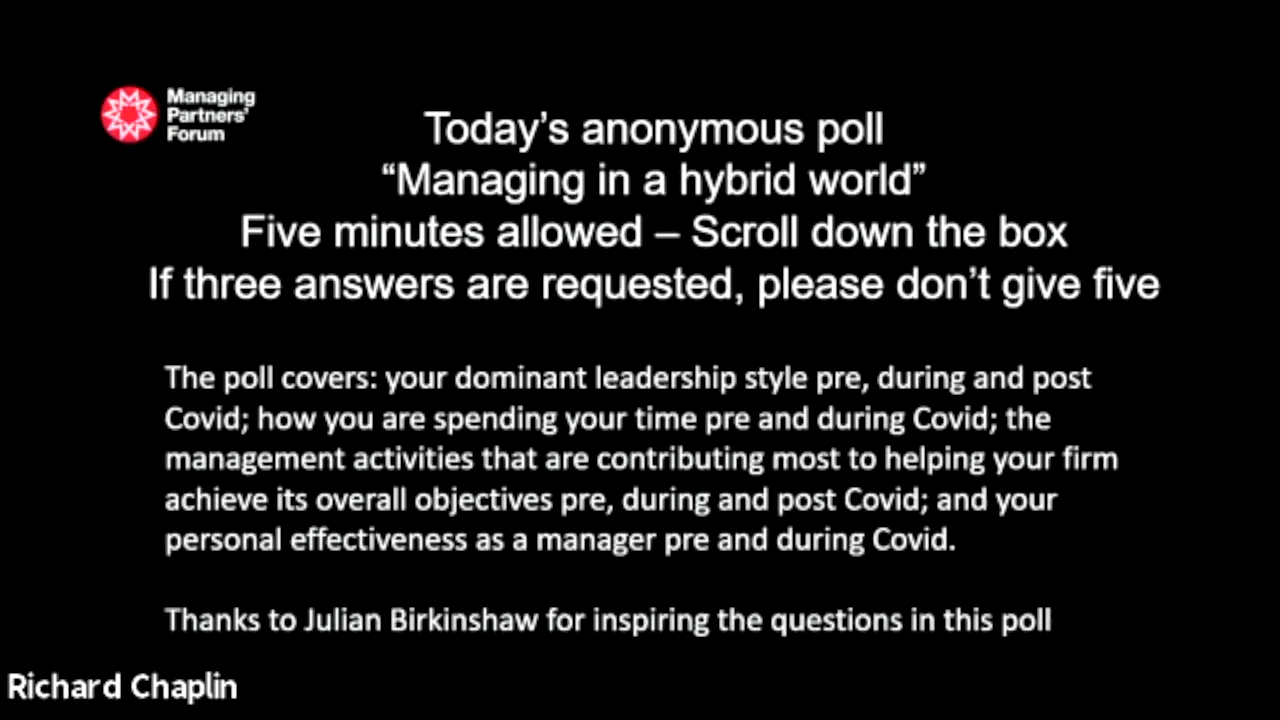 Managing
Partners'
Forum
Today's anonymous poll
“Managing in a hybrid world”
Five minutes allowed – Scroll down the box
If three answers are requested, please don't give five
The poll covers: your dominant leadership style pre, during and post
Covid; how you are spending your time pre and during Covid; the
management activities that are contributing most to helping your firm
achieve its overall objectives pre, during and post Covid; and your
personal effectiveness as a manager pre and during Covid.
Thanks to Julian Birkinshaw for inspiring the questions in this poll
Richard Chaplin